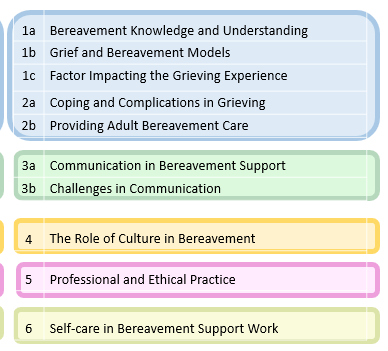 1a Bereavement Knowledge and Understanding
1b Grief and Bereavement Models
1c Factor Impacting the Grieving Experience
2a Coping and Complications in Grieving
2b Providing Adult Bereavement Care
3a Communication in Bereavement Support
3b Challenges in Communication
4 The Role of Culture in Bereavement
5 Professional and Ethical Practice
6 Self-care in Bereavement Support Work